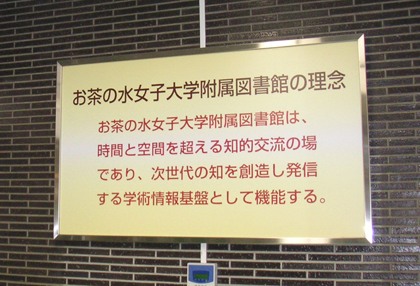 お茶の水女子大学附属図書館の理念
お茶の水女子大学附属図書館は、
時間と空間を超える知的交流の場
であり、次世代の知を創造し発信
する学術情報基盤として機能する。